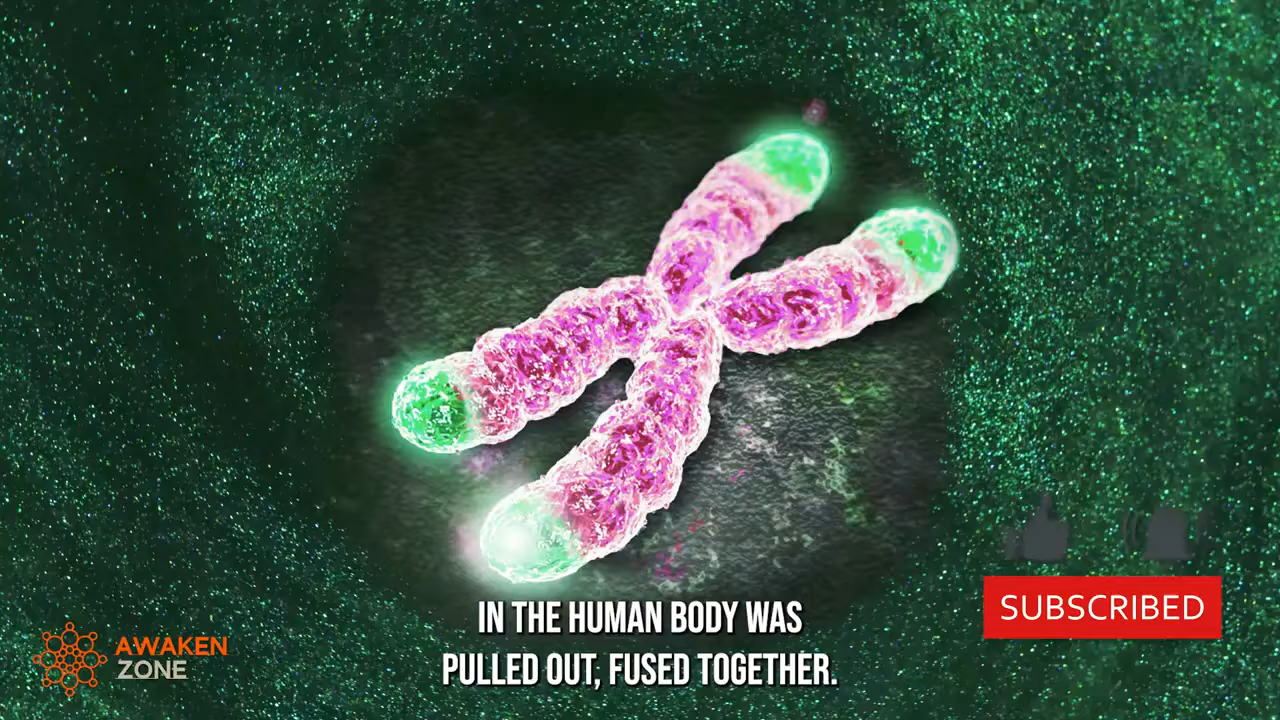 IN THE HUMAN BODY WAS
PULLED OUT, FUSED TOGETHER.
SUBSCRIBED
AWAKEN
ZONE